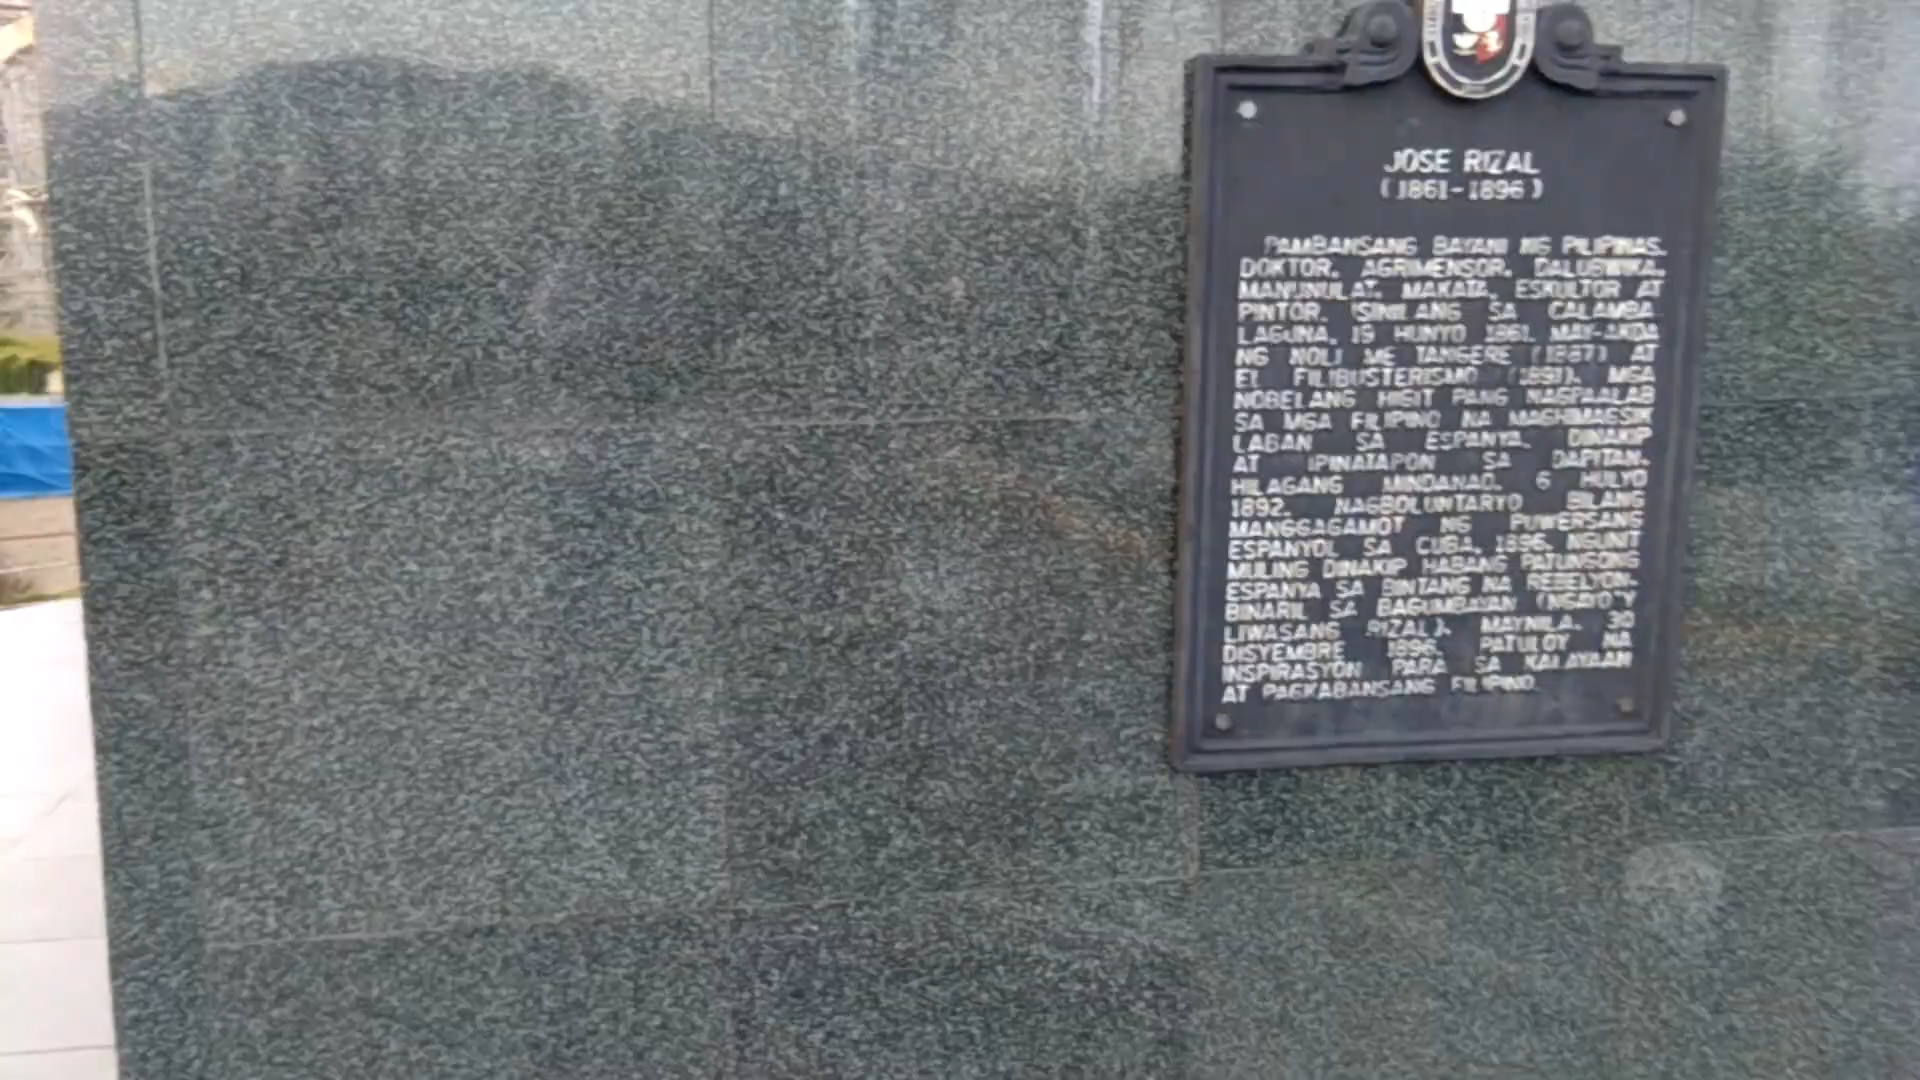 JOSE RIZAL
(1861-1896)
PAMBANSANG BAYANI NG PILIPINAS.
DOKTOR, AGRIMENSOR, DALUBWIKA,
MANUNULAT, MAKATA, ESKULTOR AT
PINTOR. ISINILANG SA CALAMBA
LAGUNA, 19 HUNYO 1861. MAY-AKDA
NG NOLI ME TANGERE (1887) AT
EL FILIBUSTERISMO (1891), MGA
NOBELANG HIGIT PANG NAGPAALAB
SA MGA FILIPINO NA MAGHIMAGSIK
LABAN SA ESPANYA. DINAKIP
AT IPINATAPON SA DAPITAN,
HILAGANG MINDANAO, 6 HULYO
1892. NAGBOLUNTARYO BILANG
MANGGAGAMOT NG PUWERSANG
ESPANYOL SA CUBA, 1896, NGUNIT
MULING DINAKIP HABANG PATUNGONG
ESPANYA SA BINTANG NA REBELYON.
BINARIL SA BAGUMBAYAN (NGAYO'Y
LIWASANG RIZAL), MAYNILA, 30
DISYEMBRE 1896. PATULOY NA
INSPIRASYON PARA SA KALAYAAN
AT PAGKABANSANG FILIPINO.